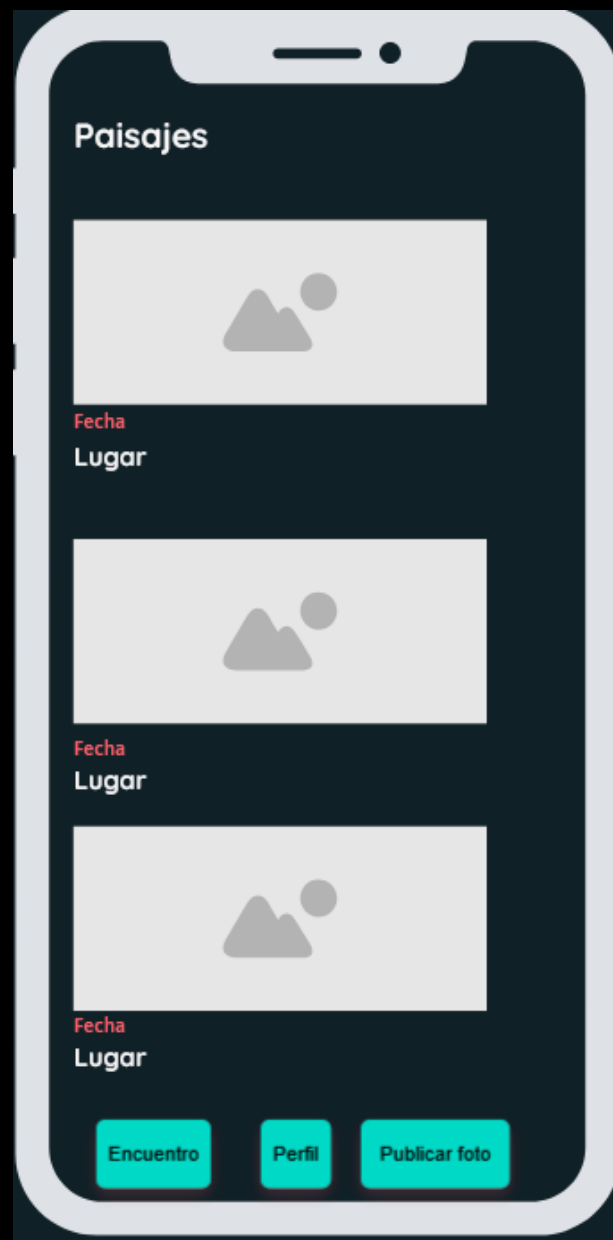 Paisajes
Fecha
Lugar
Fecha
Lugar
Fecha
Lugar
Encuentro Perfil Publicar foto